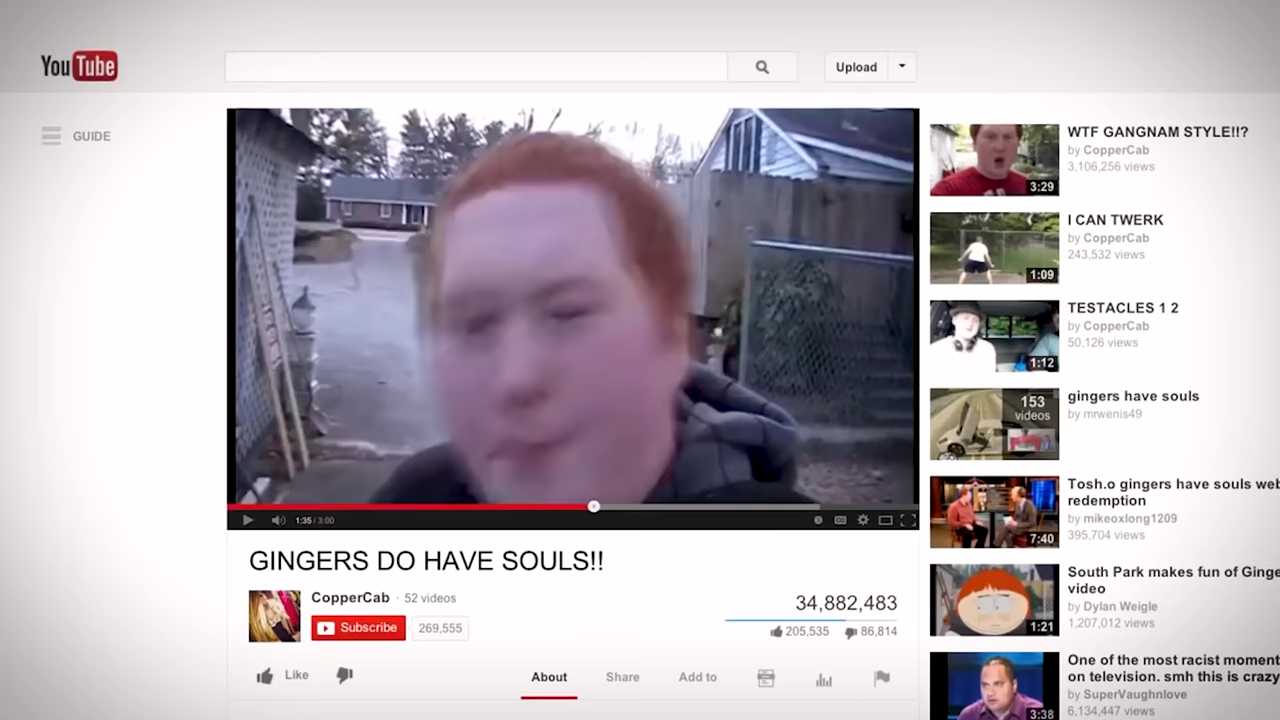 YouTube
Upload
GUIDE
1:35 / 3:00
GINGERS DO HAVE SOULS!!
CopperCab · 52 videos
Subscribe 269,555
34,882,483
205,535 86,814
Like
About Share Add to
WTF GANGNAM STYLE!!?
by CopperCab
3,106,256 views
3:29
I CAN TWERK
by CopperCab
243,532 views
1:09
TESTACLES 1 2
by CopperCab
50,126 views
1:12
153
videos
gingers have souls
by mrwenis49
Tosh.o gingers have souls web
redemption
by mikeoxlong1209
395,704 views
7:40
South Park makes fun of Ginge
video
by Dylan Weigle
1,207,012 views
1:21
One of the most racist moment
on television. smh this is crazy
by SuperVaughnlove
6,134,447 views
3:38